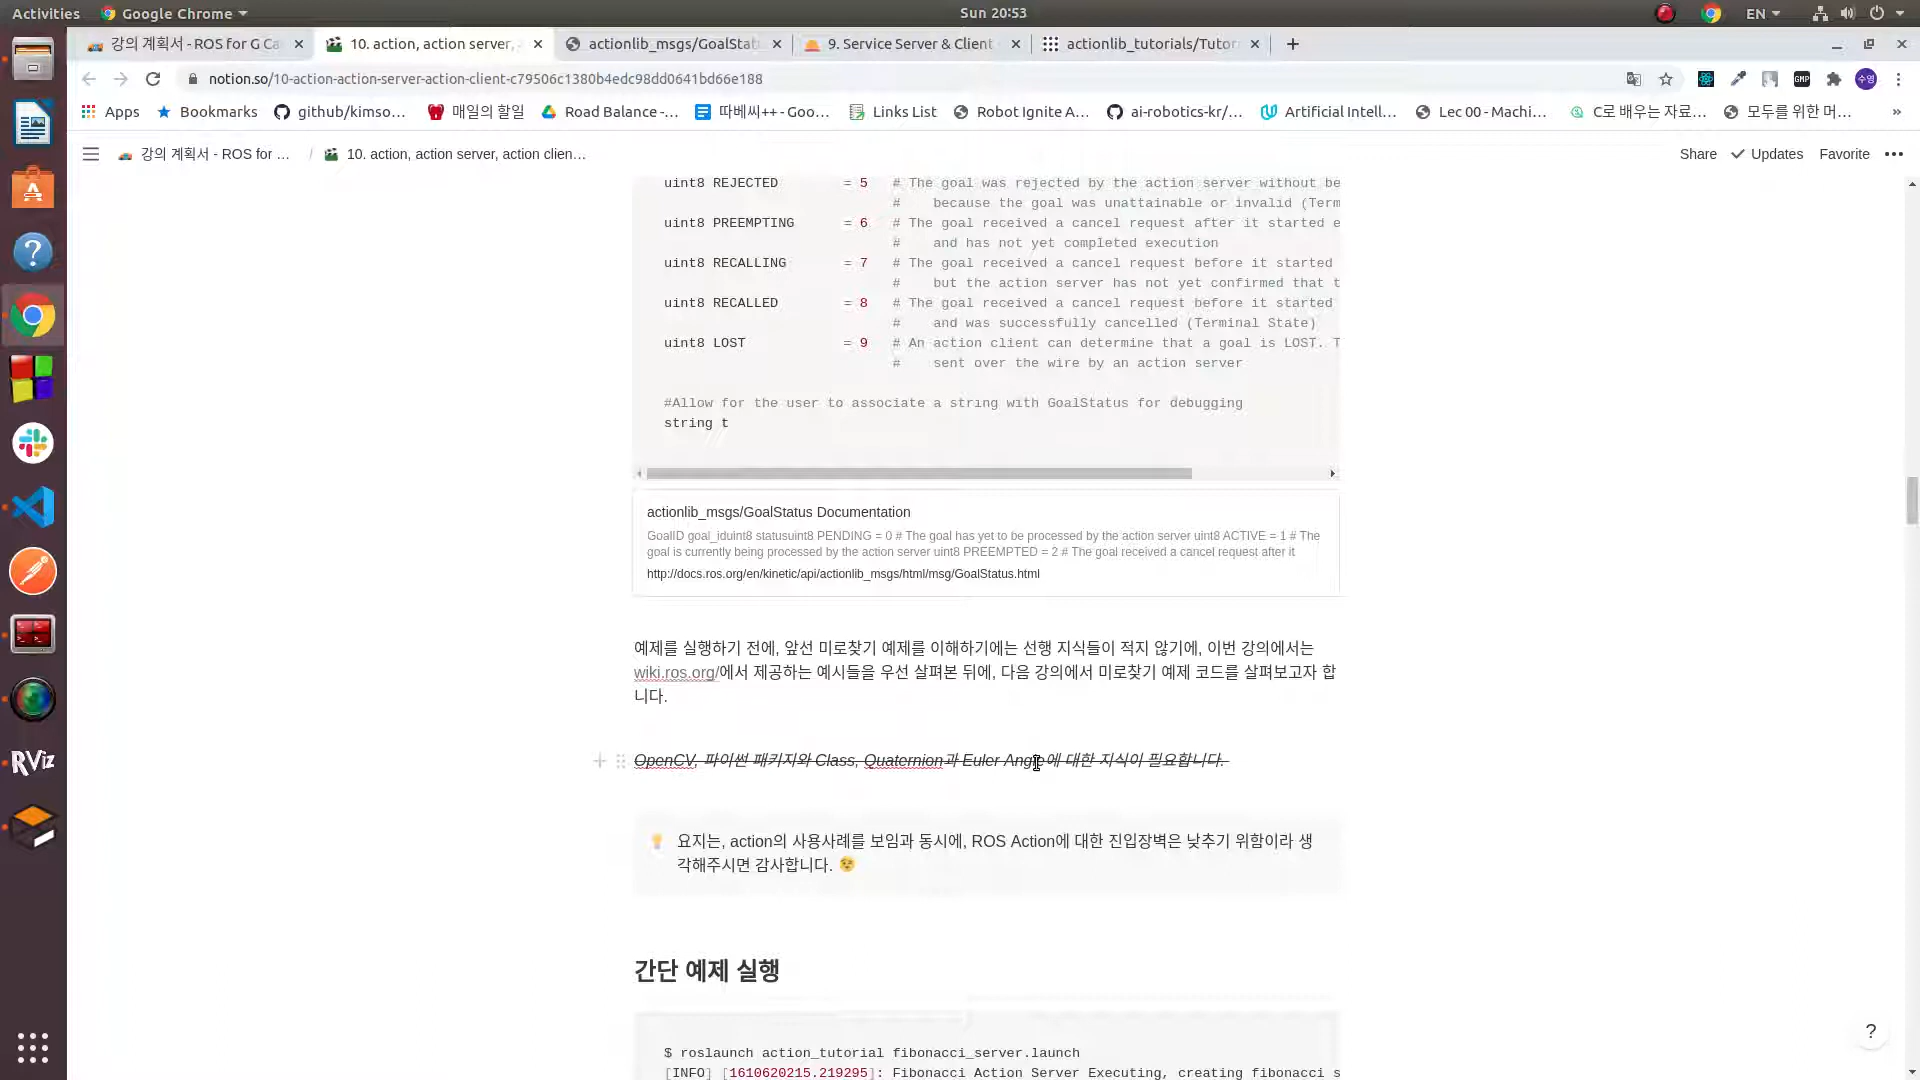 Activities
Google Chrome
Sun 20:53
EN
강의 계획서 - ROS for G Ca
10. action, action server,
actionlib_msgs/GoalStat
9. Service Server & Client
actionlib_tutorials/Tutor
notion.so/10-action-action-server-action-client-c79506c1380b4edc98dd0641bd66e188
GMP
수영
Apps
Bookmarks
github/kimso...
매일의 할일
Road Balance -...
따베씨++ - Goo...
Links List
Robot Ignite A...
ai-robotics-kr/...
Artificial Intell...
Lec 00 - Machi...
C로 배우는 자료...
모두를 위한 머...
»
강의 계획서 - ROS for ...
/
10. action, action server, action clien...
Share
Updates
Favorite
uint8 REJECTED = 5 # The goal was rejected by the action server without be
# because the goal was unattainable or invalid (Term
uint8 PREEMPTING = 6 # The goal received a cancel request after it started e
# and has not yet completed execution
uint8 RECALLING = 7 # The goal received a cancel request before it started
# but the action server has not yet confirmed that t
uint8 RECALLED = 8 # The goal received a cancel request before it started
# and was successfully cancelled (Terminal State)
uint8 LOST = 9 # An action client can determine that a goal is LOST. T
# sent over the wire by an action server
#Allow for the user to associate a string with GoalStatus for debugging
string t
actionlib_msgs/GoalStatus Documentation
GoalID goal_iduint8 statusuint8 PENDING = 0 # The goal has yet to be processed by the action server uint8 ACTIVE = 1 # The
goal is currently being processed by the action server uint8 PREEMPTED = 2 # The goal received a cancel request after it
http://docs.ros.org/en/kinetic/api/actionlib_msgs/html/msg/GoalStatus.html
예제를 실행하기 전에, 앞선 미로찾기 예제를 이해하기에는 선행 지식들이 적지 않기에, 이번 강의에서는
wiki.ros.org/에서 제공하는 예시들을 우선 살펴본 뒤에, 다음 강의에서 미로찾기 예제 코드를 살펴보고자 합
니다.
OpenCV, 파이썬 패키지와 Class, Quaternion과 Euler Angle에 대한 지식이 필요합니다.
요지는, action의 사용사례를 보임과 동시에, ROS Action에 대한 진입장벽은 낮추기 위함이라 생
각해주시면 감사합니다. 😉
간단 예제 실행
$ roslaunch action_tutorial fibonacci_server.launch
[INFO] [1610620215.219295]: Fibonacci Action Server Executing, creating fibonacci s
RViz
?